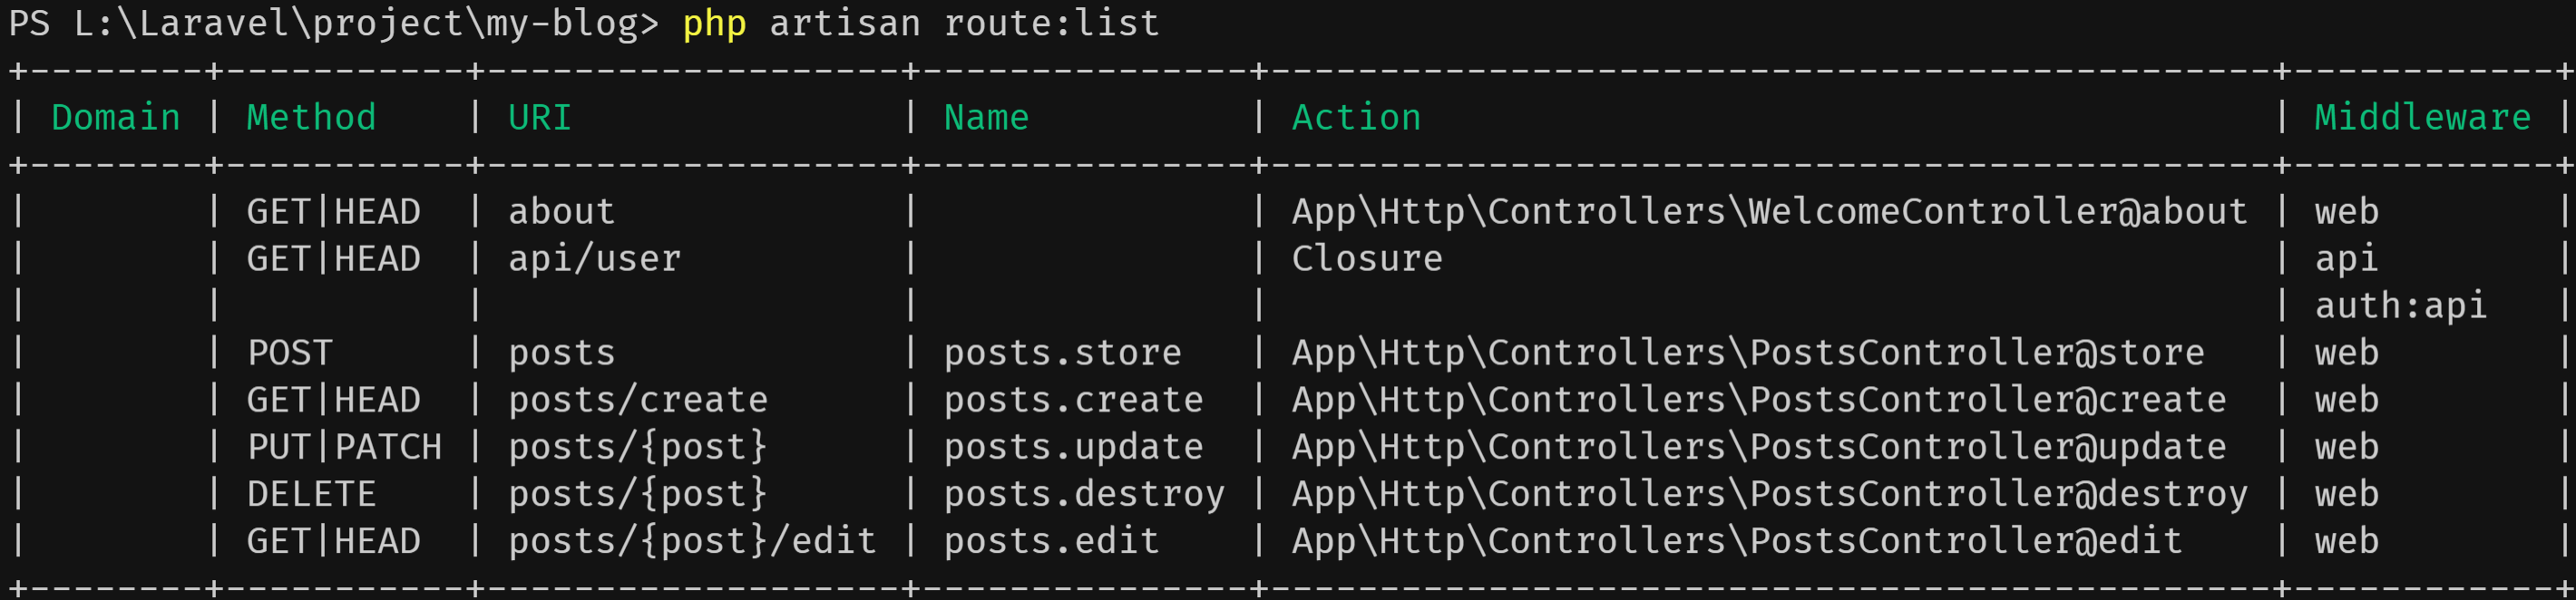 PS L:\Laravel\project\my-blog> php artisan route:list
+--------+-----------+-------------------+---------------+----------------------------------------------+------------+
| Domain | Method    | URI               | Name          | Action                                       | Middleware |
+--------+-----------+-------------------+---------------+----------------------------------------------+------------+
|        | GET|HEAD  | about             |               | App\Http\Controllers\WelcomeController@about | web        |
|        | GET|HEAD  | api/user          |               | Closure                                      | api        |
|        |           |                   |               |                                              | auth:api   |
|        | POST      | posts             | posts.store   | App\Http\Controllers\PostsController@store   | web        |
|        | GET|HEAD  | posts/create      | posts.create  | App\Http\Controllers\PostsController@create  | web        |
|        | PUT|PATCH | posts/{post}      | posts.update  | App\Http\Controllers\PostsController@update  | web        |
|        | DELETE    | posts/{post}      | posts.destroy | App\Http\Controllers\PostsController@destroy | web        |
|        | GET|HEAD  | posts/{post}/edit | posts.edit    | App\Http\Controllers\PostsController@edit    | web        |
+--------+-----------+-------------------+---------------+----------------------------------------------+------------+